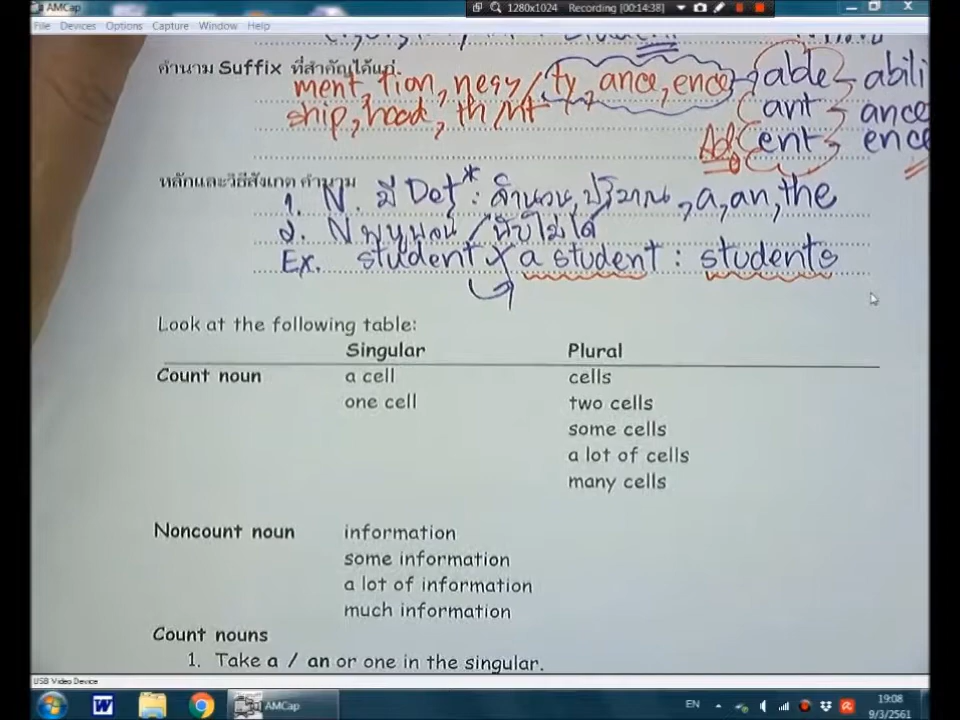 AMCap
1280x1024 Recording [00:14:38]
File Devices Options Capture Window Help
คำนาม Suffix ที่สำคัญได้แก่
ment, tion, ness / ty, ance, ence able abili
ship, hood, th / nt ant ance
Adj ent ence
หลักและวิธีสังเกต คำนาม
1. N. มี Det* : จำนวน, ปริมาณ, a, an, the
2. N พหูพจน์ / นับไม่ได้
Ex. student x a student : students
Look at the following table:
Singular Plural
Count noun a cell cells
one cell two cells
some cells
a lot of cells
many cells
Noncount noun information
some information
a lot of information
much information
Count nouns
1. Take a / an or one in the singular.
USB Video Device
AMCap
EN
19:08
9/3/2561